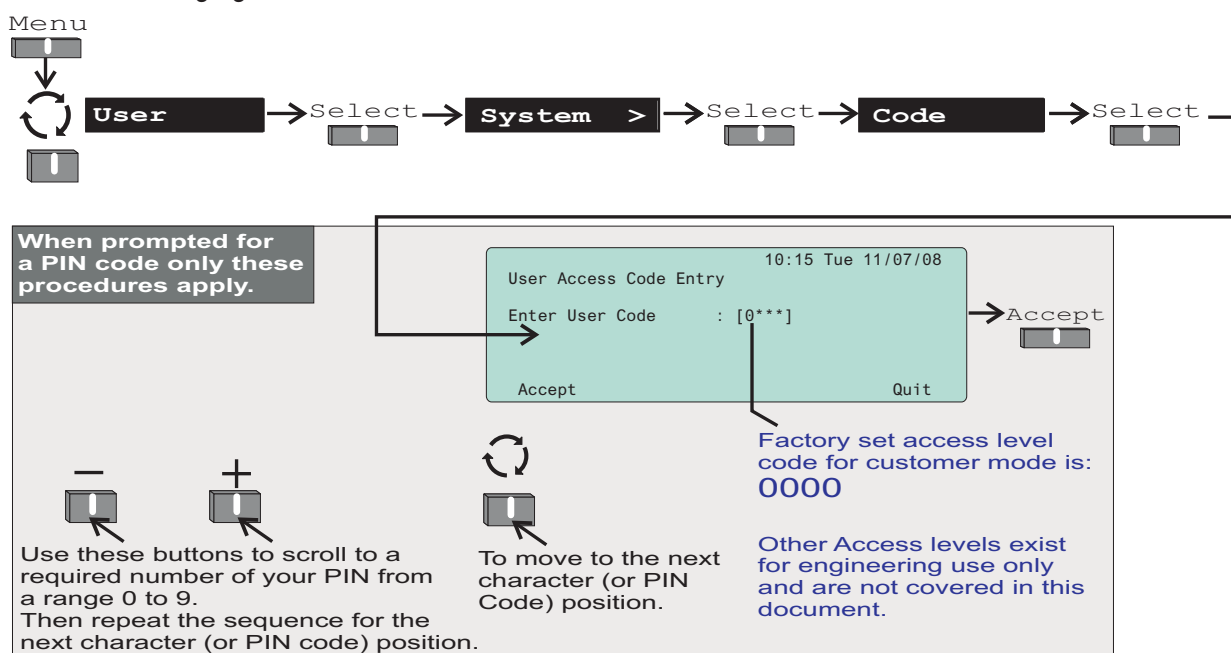 Menu
User
Select
System >
Select
Code
Select
When prompted for
a PIN code only these
procedures apply.
10:15 Tue 11/07/08
User Access Code Entry
Enter User Code : [0***]
Accept Quit
Accept
Factory set access level
code for customer mode is:
0000
Other Access levels exist
for engineering use only
and are not covered in this
document.
– +
Use these buttons to scroll to a
required number of your PIN from
a range 0 to 9.
Then repeat the sequence for the
next character (or PIN code) position.
To move to the next
character (or PIN
Code) position.